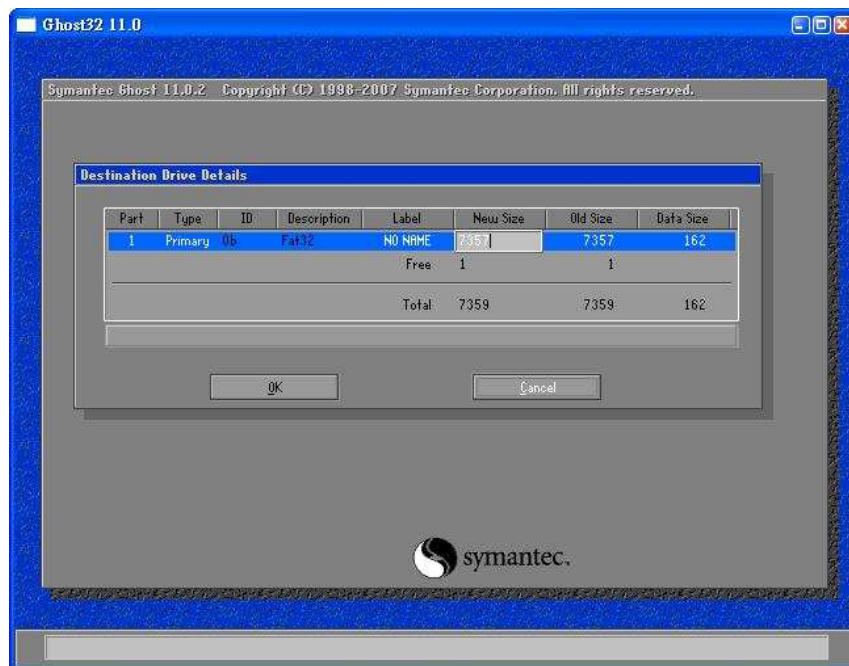 Ghost32 11.0
Symantec Ghost 11.0.2 Copyright (C) 1998-2007 Symantec Corporation. All rights reserved.
Destination Drive Details
Part Type ID Description Label New Size Old Size Data Size
1 Primary 0b Fat32 NO NAME 7357 7357 162
Free 1 1
Total 7359 7359 162
OK Cancel
symantec.